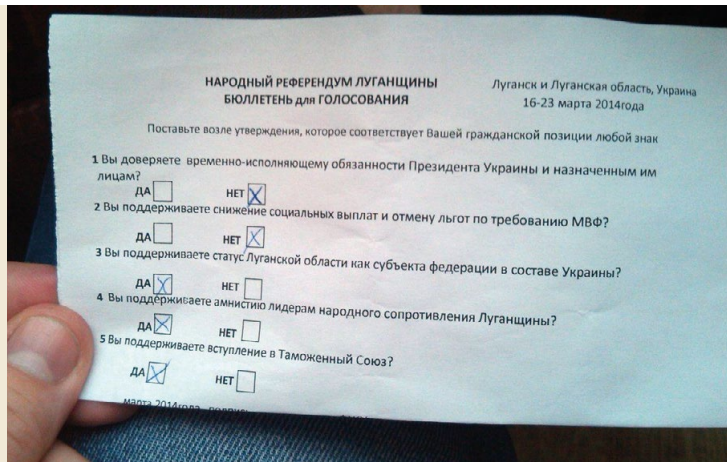 НАРОДНЫЙ РЕФЕРЕНДУМ ЛУГАНЩИНЫ
БЮЛЛЕТЕНЬ для ГОЛОСОВАНИЯ
Луганск и Луганская область, Украина
16-23 марта 2014года
Поставьте возле утверждения, которое соответствует Вашей гражданской позиции любой знак
1 Вы доверяете временно-исполняющему обязанности Президента Украины и назначенным им
лицам?
ДА НЕТ X
2 Вы поддерживаете снижение социальных выплат и отмену льгот по требованию МВФ?
ДА НЕТ X
3 Вы поддерживаете статус Луганской области как субъекта федерации в составе Украины?
ДА X НЕТ
4 Вы поддерживаете амнистию лидерам народного сопротивления Луганщины?
ДА X НЕТ
5 Вы поддерживаете вступление в Таможенный Союз?
ДА X НЕТ
марта 2014года